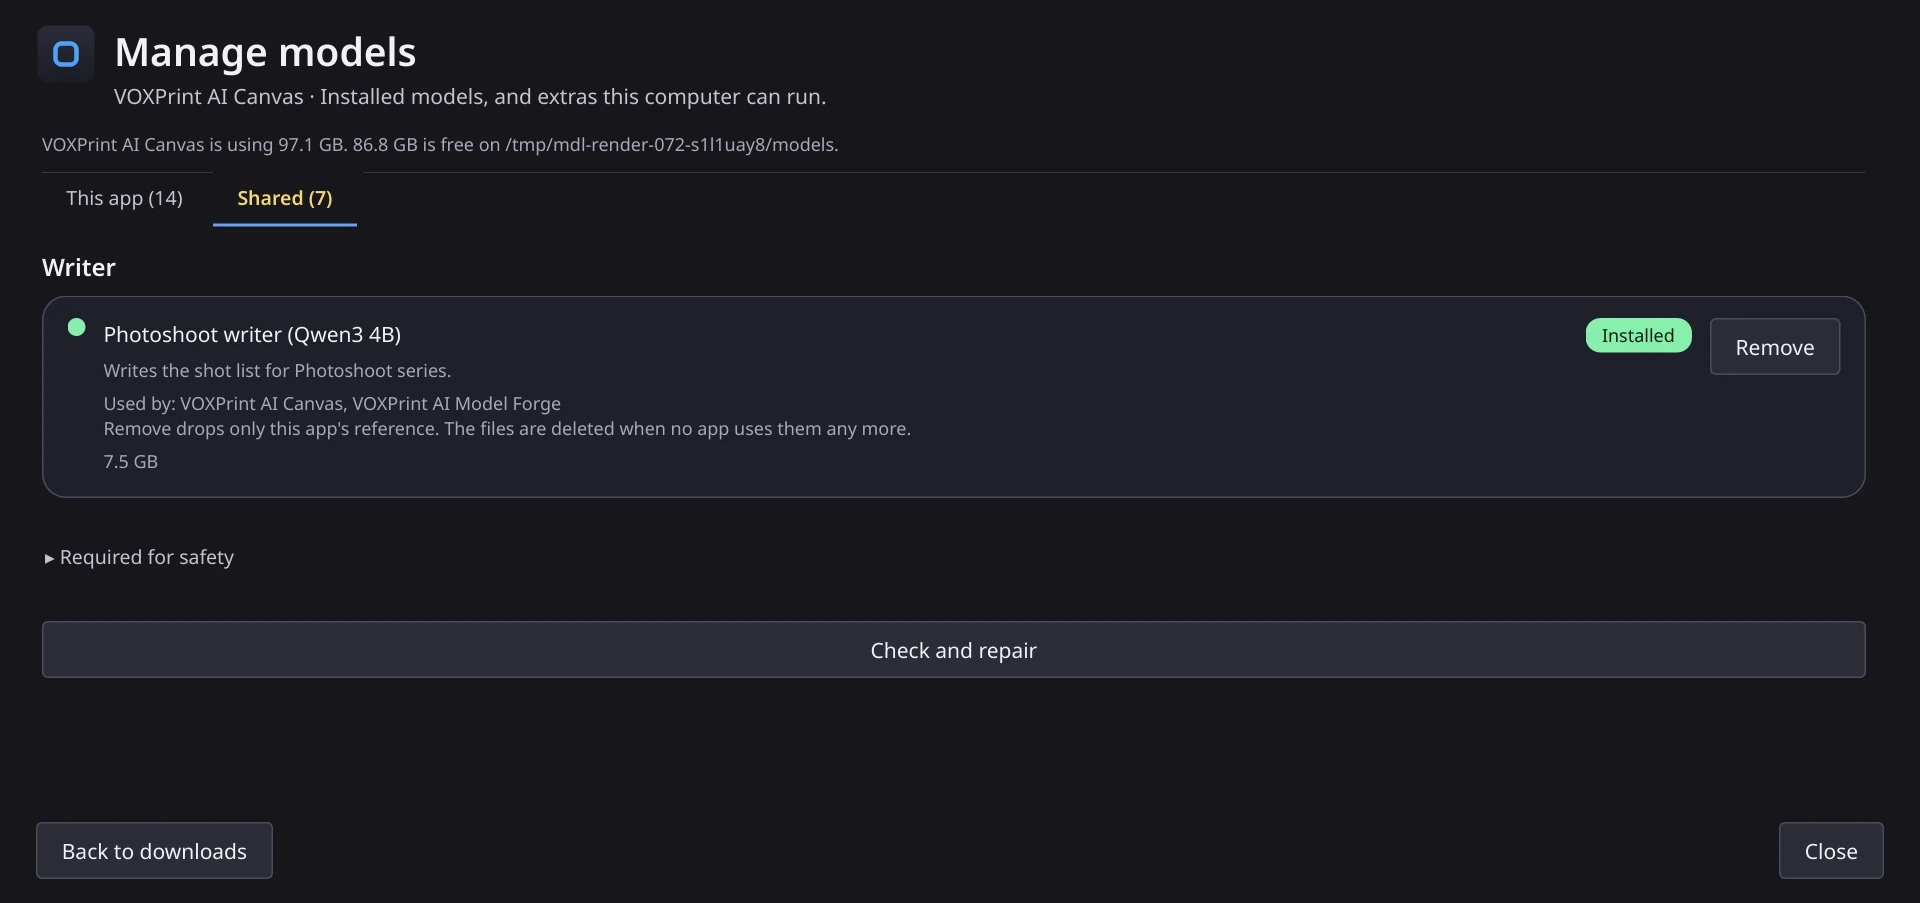 Manage models
VOXPrint AI Canvas · Installed models, and extras this computer can run.
VOXPrint AI Canvas is using 97.1 GB. 86.8 GB is free on /tmp/mdl-render-072-s1l1uay8/models.
This app (14)
Shared (7)
Writer
Photoshoot writer (Qwen3 4B)
Installed
Remove
Writes the shot list for Photoshoot series.
Used by: VOXPrint AI Canvas, VOXPrint AI Model Forge
Remove drops only this app's reference. The files are deleted when no app uses them any more.
7.5 GB
▸ Required for safety
Check and repair
Back to downloads
Close